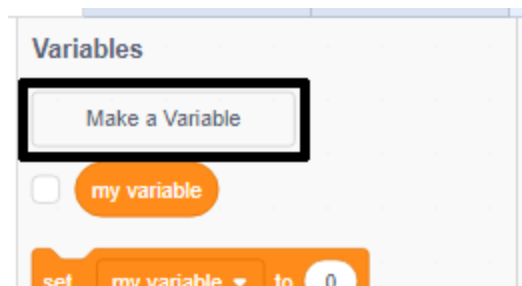 Variables
Make a Variable
my variable
set my variable to 0